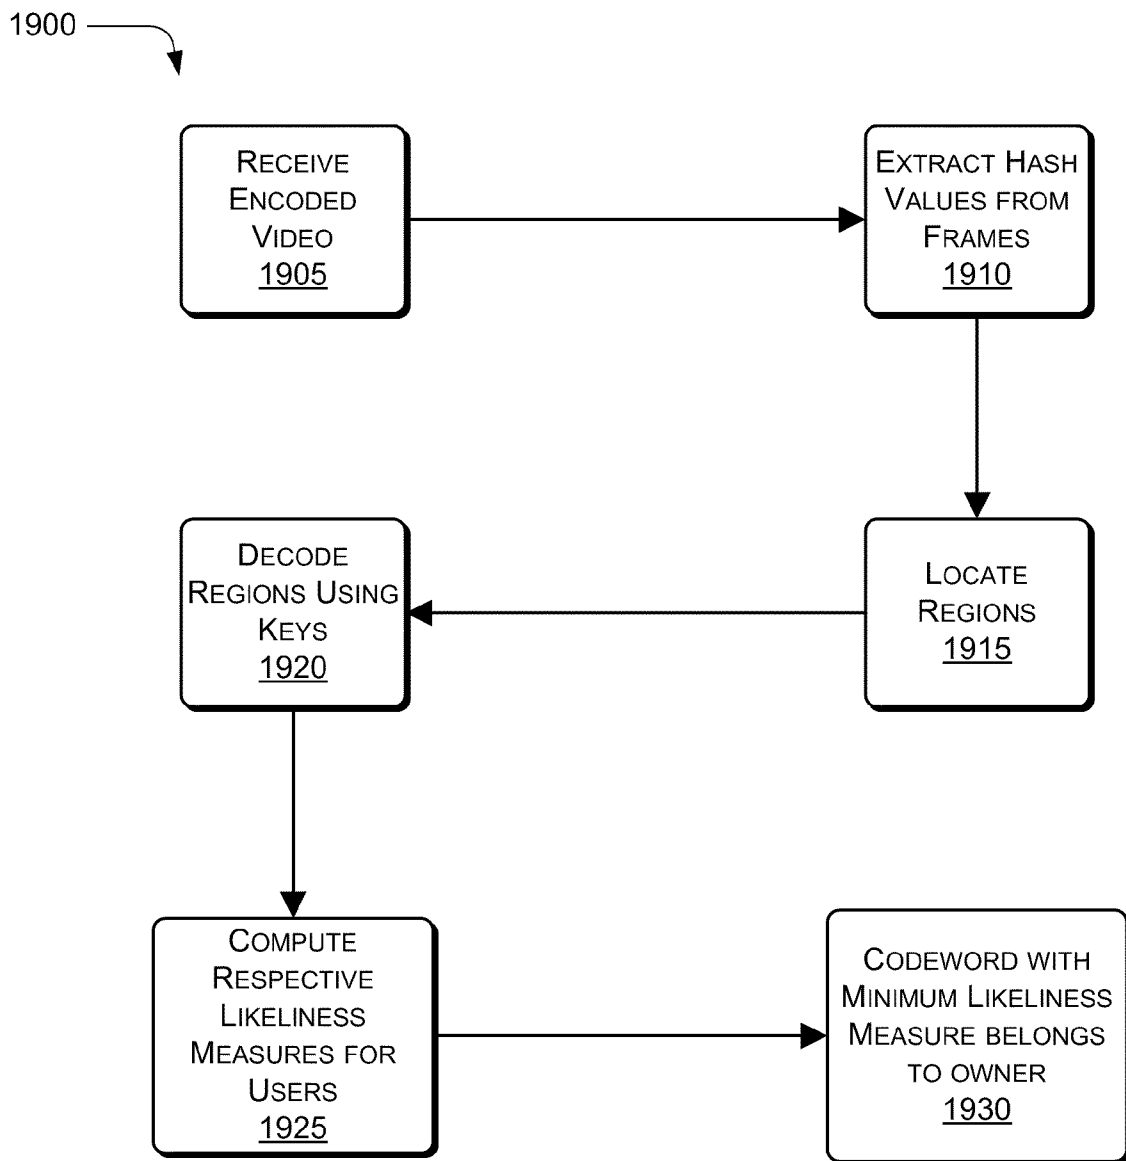 1900
RECEIVE
ENCODED
VIDEO
1905
EXTRACT HASH
VALUES FROM
FRAMES
1910
DECODE
REGIONS USING
KEYS
1920
LOCATE
REGIONS
1915
COMPUTE
RESPECTIVE
LIKELINESS
MEASURES FOR
USERS
1925
CODEWORD WITH
MINIMUM LIKELINESS
MEASURE BELONGS
TO OWNER
1930